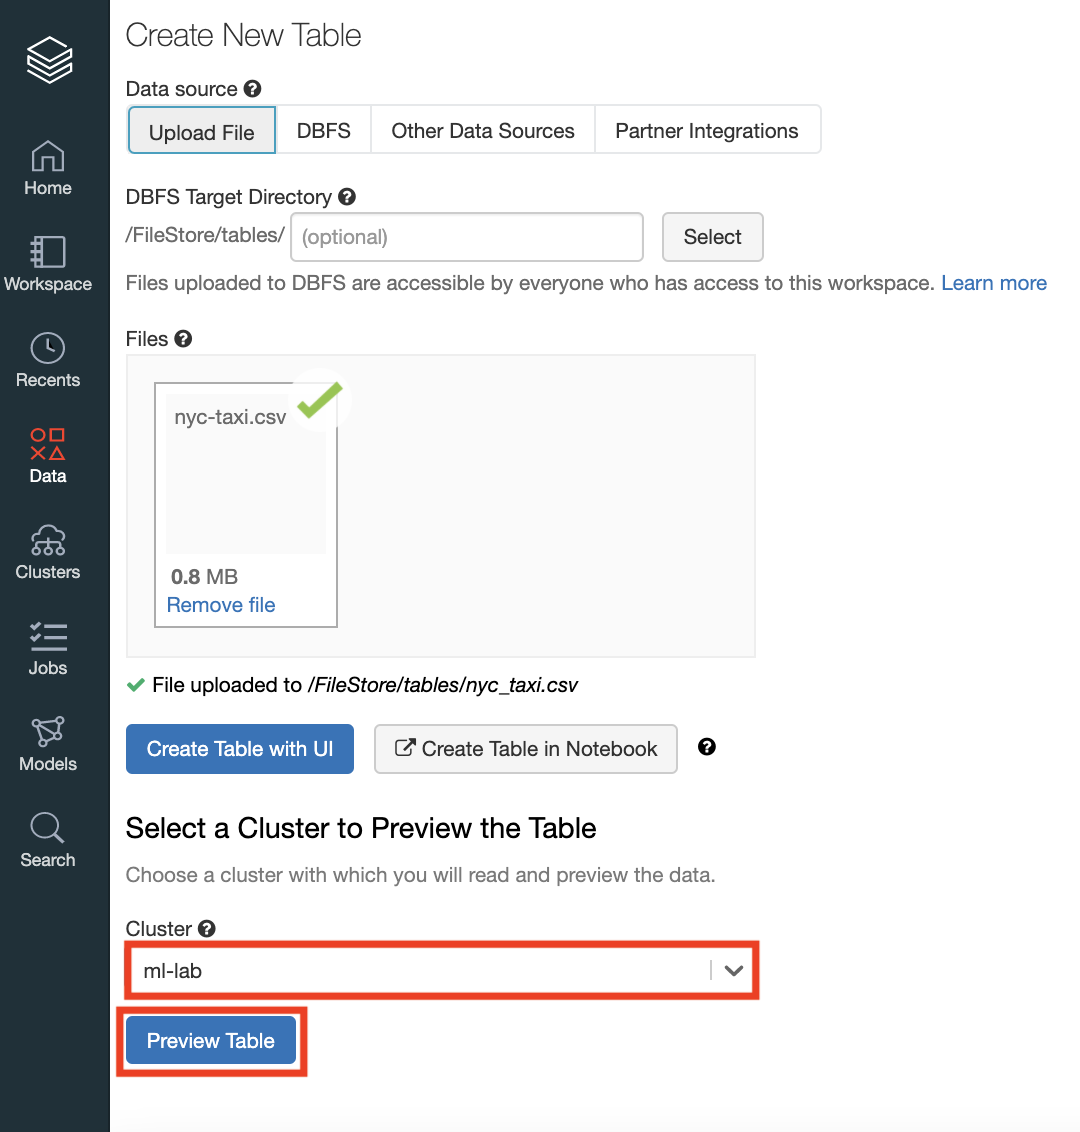 Create New Table
Data source
Upload File DBFS Other Data Sources Partner Integrations
DBFS Target Directory
/FileStore/tables/ (optional) Select
Files uploaded to DBFS are accessible by everyone who has access to this workspace. Learn more
Files
nyc-taxi.csv
0.8 MB
Remove file
File uploaded to /FileStore/tables/nyc_taxi.csv
Create Table with UI Create Table in Notebook
Select a Cluster to Preview the Table
Choose a cluster with which you will read and preview the data.
Cluster
ml-lab
Preview Table
Home
Workspace
Recents
Data
Clusters
Jobs
Models
Search